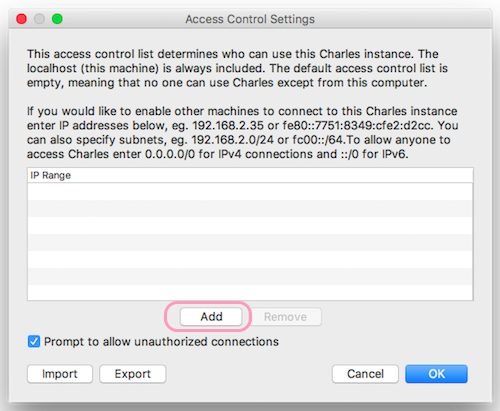 Access Control Settings
This access control list determines who can use this Charles instance. The
localhost (this machine) is always included. The default access control list is
empty, meaning that no one can use Charles except from this computer.
If you would like to enable other machines to connect to this Charles instance
enter IP addresses below, eg. 192.168.2.35 or fe80::7751:8349:cfe2:d2cc. You
can also specify subnets, eg. 192.168.2.0/24 or fc00::/64.To allow anyone to
access Charles enter 0.0.0.0/0 for IPv4 connections and ::/0 for IPv6.
IP Range
Add Remove
Prompt to allow unauthorized connections
Import Export Cancel OK